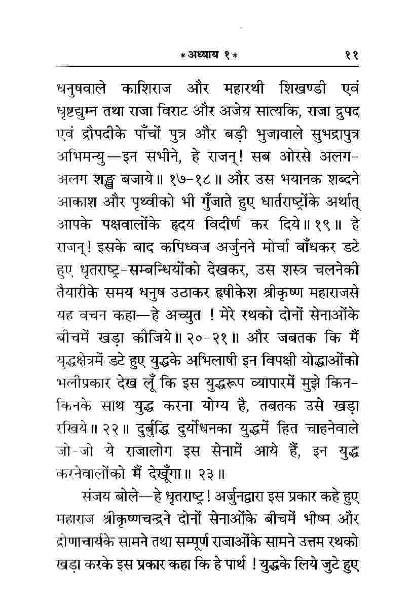 * अध्याय १ * ११
धनुषवाले काशिराज और महारथी शिखण्डी एवं
धृष्टद्युम्न तथा राजा विराट और अजेय सात्यकि, राजा द्रुपद
एवं द्रौपदीके पाँचों पुत्र और बड़ी भुजावाले सुभद्रापुत्र
अभिमन्यु—इन सभीने, हे राजन्! सब ओरसे अलग-
अलग शङ्ख बजाये॥ १७-१८॥ और उस भयानक शब्दने
आकाश और पृथ्वीको भी गुँजाते हुए धार्तराष्ट्रोंके अर्थात्
आपके पक्षवालोंके हृदय विदीर्ण कर दिये॥ १९॥ हे
राजन्! इसके बाद कपिध्वज अर्जुनने मोर्चा बाँधकर डटे
हुए धृतराष्ट्र-सम्बन्धियोंको देखकर, उस शस्त्र चलनेकी
तैयारीके समय धनुष उठाकर हृषीकेश श्रीकृष्ण महाराजसे
यह वचन कहा—हे अच्युत ! मेरे रथको दोनों सेनाओंके
बीचमें खड़ा कीजिये॥ २०-२१॥ और जबतक कि मैं
युद्धक्षेत्रमें डटे हुए युद्धके अभिलाषी इन विपक्षी योद्धाओंको
भलीप्रकार देख लूँ कि इस युद्धरूप व्यापारमें मुझे किन-
किनके साथ युद्ध करना योग्य है, तबतक उसे खड़ा
रखिये॥ २२॥ दुर्बुद्धि दुर्योधनका युद्धमें हित चाहनेवाले
जो-जो ये राजालोग इस सेनामें आये हैं, इन युद्ध
करनेवालोंको मैं देखूँगा॥ २३॥
संजय बोले—हे धृतराष्ट्र! अर्जुनद्वारा इस प्रकार कहे हुए
महाराज श्रीकृष्णचन्द्रने दोनों सेनाओंके बीचमें भीष्म और
द्रोणाचार्यके सामने तथा सम्पूर्ण राजाओंके सामने उत्तम रथको
खड़ा करके इस प्रकार कहा कि हे पार्थ ! युद्धके लिये जुटे हुए